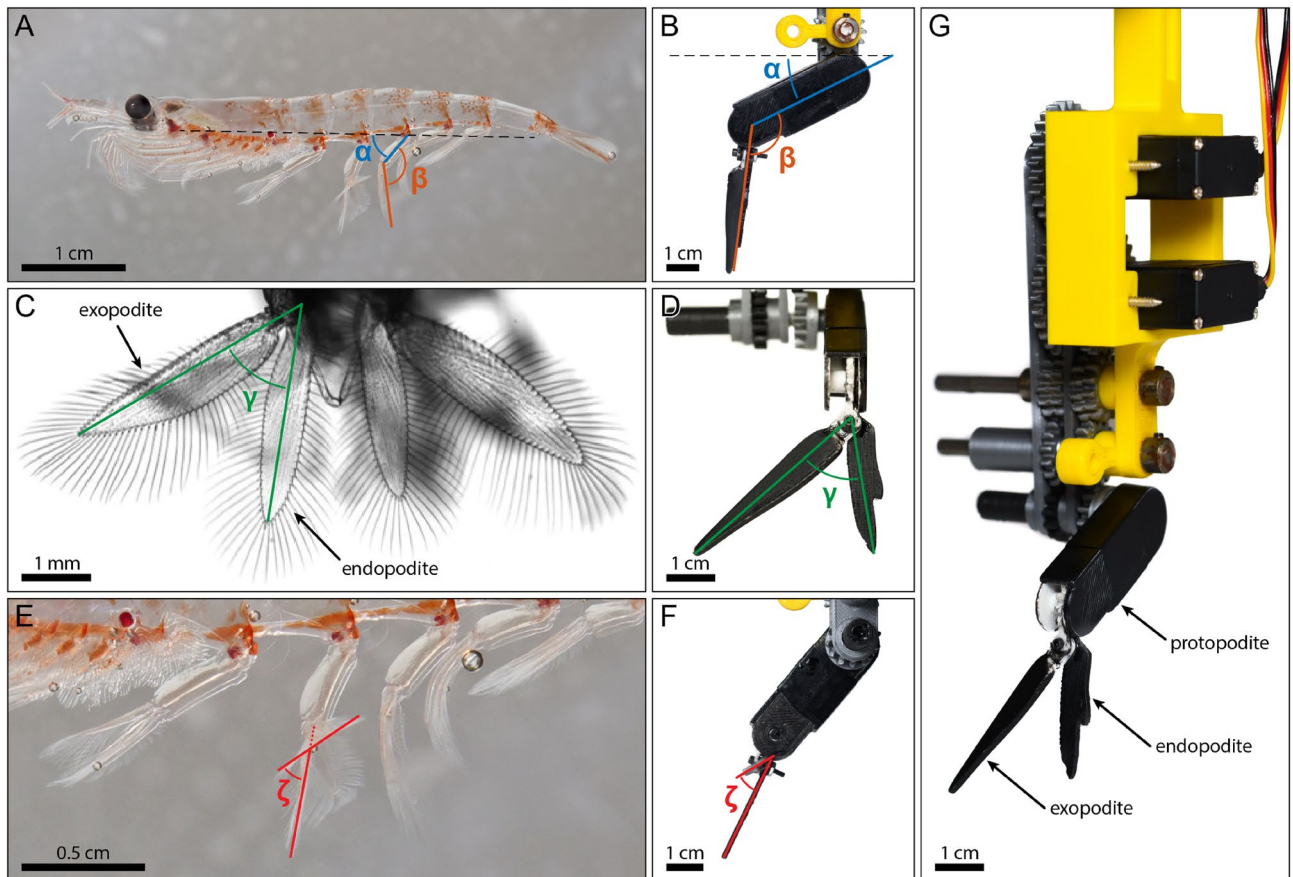 A
α
β
1 cm
B
α
β
1 cm
C
exopodite
γ
endopodite
1 mm
D
γ
1 cm
E
ζ
0.5 cm
F
ζ
1 cm
G
protopodite
endopodite
exopodite
1 cm